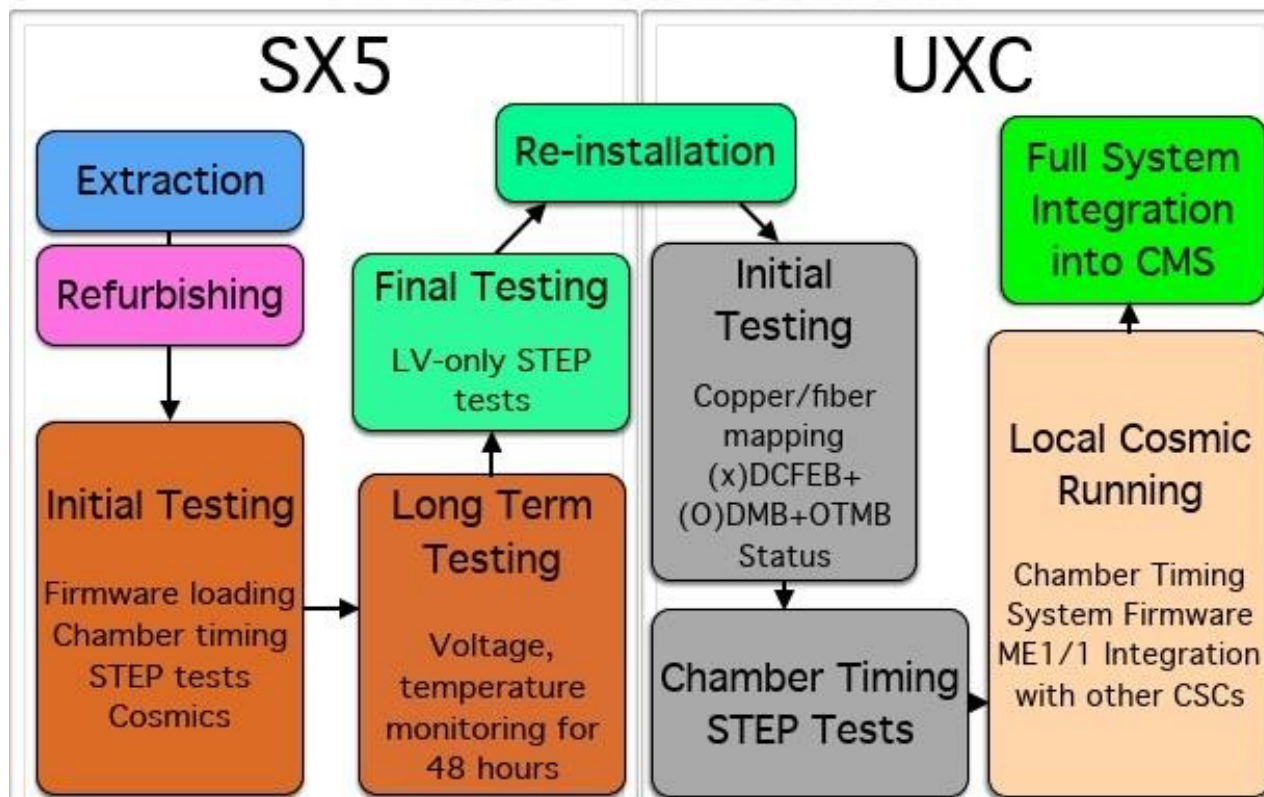 SX5
Extraction
Refurbishing
Initial Testing
Firmware loading
Chamber timing
STEP tests
Cosmics
Long Term
Testing
Voltage,
temperature
monitoring for
48 hours
Final Testing
LV-only STEP
tests
Re-installation
UXC
Initial
Testing
Copper/fiber
mapping
(x)DCFEB+
(O)DMB+OTMB
Status
Chamber Timing
STEP Tests
Local Cosmic
Running
Chamber Timing
System Firmware
ME1/1 Integration
with other CSCs
Full System
Integration
into CMS